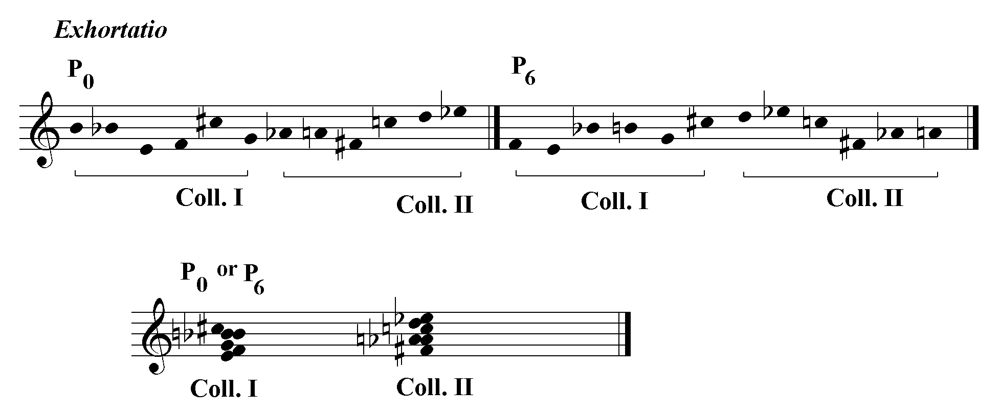 Exhortatio
P0 P6
Coll. I Coll. II Coll. I Coll. II
P0 or P6
Coll. I Coll. II